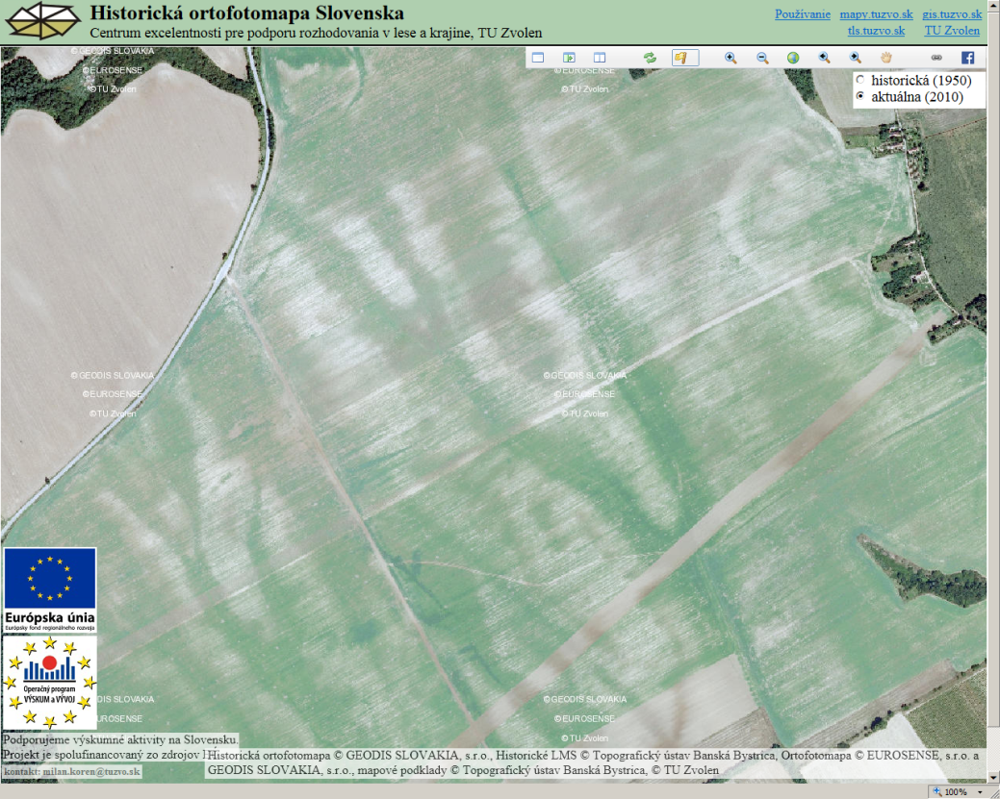 Historická ortofotomapa Slovenska
Centrum excelentnosti pre podporu rozhodovania v lese a krajine, TU Zvolen
Používanie mapy.tuzvo.sk gis.tuzvo.sk
tls.tuzvo.sk TU Zvolen
historická (1950)
aktuálna (2010)
© GEODIS SLOVAKIA
©EUROSENSE
©TU Zvolen
©EUROSENSE
©TU Zvolen
© GEODIS SLOVAKIA
©EUROSENSE
©TU Zvolen
© GEODIS SLOVAKIA
©EUROSENSE
©TU Zvolen
Európska únia
Európsky fond regionálneho rozvoja
Operačný program
VÝSKUM a VÝVOJ
DIS SLOVAKIA
UROSENSE
© GEODIS SLOVAKIA
©EUROSENSE
©TU Zvolen
Podporujeme výskumné aktivity na Slovensku.
Projekt je spolufinancovaný zo zdrojov
kontakt: milan.koren@tuzvo.sk
Historická ortofotomapa © GEODIS SLOVAKIA, s.r.o., Historické LMS © Topografický ústav Banská Bystrica, Ortofotomapa © EUROSENSE, s.r.o. a
GEODIS SLOVAKIA, s.r.o., mapové podklady © Topografický ústav Banská Bystrica, © TU Zvolen
100%